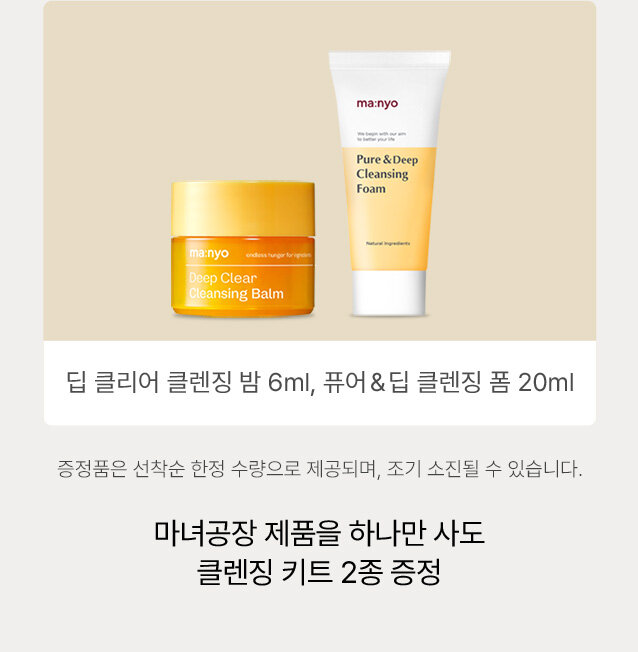 ma:nyo
We begin with our aim
to better your life
Pure & Deep
Cleansing
Foam
Natural Ingredients
ma:nyo endless hunger for ingredients
Deep Clear
Cleansing Balm
딥 클리어 클렌징 밤 6ml, 퓨어&딥 클렌징 폼 20ml
증정품은 선착순 한정 수량으로 제공되며, 조기 소진될 수 있습니다.
마녀공장 제품을 하나만 사도
클렌징 키트 2종 증정